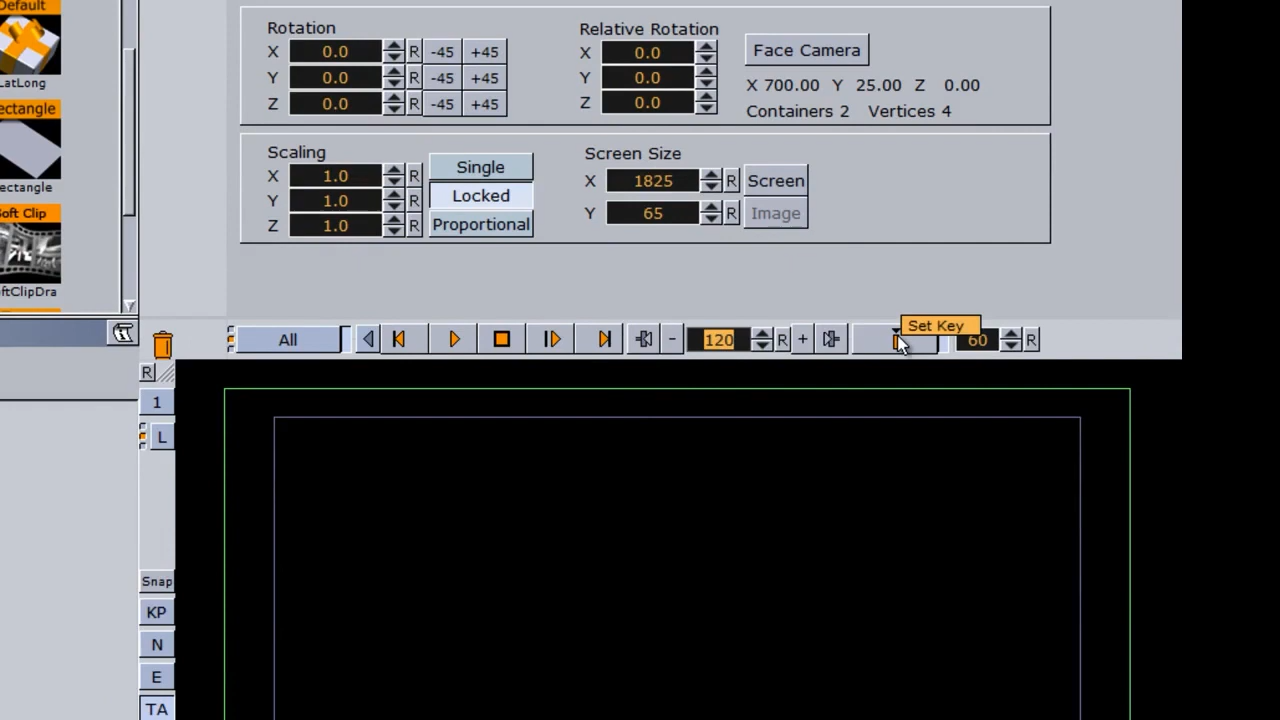 Default
LatLong
ectangle
ectangle
oft Clip
ftClipDra
Rotation
X 0.0 R -45 +45
Y 0.0 R -45 +45
Z 0.0 R -45 +45
Relative Rotation
X 0.0
Y 0.0
Z 0.0
Face Camera
X 700.00 Y 25.00 Z 0.00
Containers 2 Vertices 4
Scaling
X 1.0 R
Y 1.0 R
Z 1.0 R
Single
Locked
Proportional
Screen Size
X 1825 R Screen
Y 65 R Image
All - 120 R + 60 R
Set Key
R
1
L
Snap
KP
N
E
TA